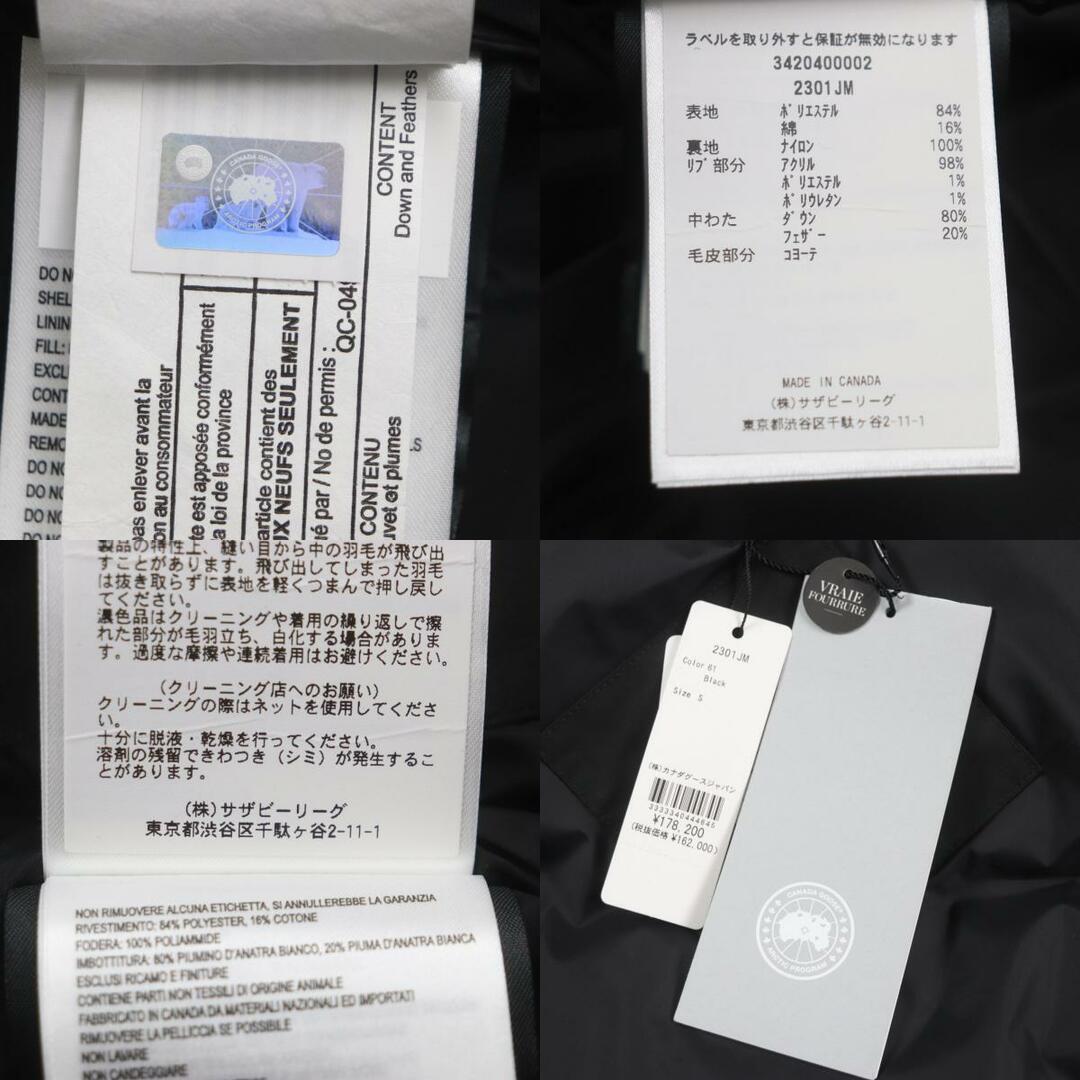 CONTENT
Down and Feathers
CANADA GOOSE
ARCTIC PROGRAM
DO
SHEL
LININ
FILL:
EXCL
CONT
MADE
REMO
DO NO
DO NO
DO NO
pas enlever avant la
on au consommateur
te est apposée conformément
la loi de la province
article contient des
UX NEUFS SEULEMENT
é par / No de permis :
QC-04
CONTENU
uvet et plumes
ラベルを取り外すと保証が無効になります
3420400002
2301JM
表地 ポリエステル 84%
綿 16%
裏地 ナイロン 100%
リブ部分 アクリル 98%
ポリエステル 1%
ポリウレタン 1%
中わた ダウン 80%
フェザー 20%
毛皮部分 コヨーテ
MADE IN CANADA
(株)サザビーリーグ
東京都渋谷区千駄ヶ谷2-11-1
製品の特性上、縫い目から中の羽毛が飛び出
すことがあります。飛び出してしまった羽毛
は抜き取らずに表地を軽くつまんで押し戻し
てください。
濃色品はクリーニングや着用の繰り返しで擦
れた部分が毛羽立ち、白化する場合がありま
す。過度な摩擦や連続着用はお避けください。
(クリーニング店へのお願い)
クリーニングの際はネットを使用してくださ
い。
十分に脱液・乾燥を行ってください。
溶剤の残留できわつき(シミ)が発生するこ
とがあります。
(株)サザビーリーグ
東京都渋谷区千駄ヶ谷2-11-1
NON RIMUOVERE ALCUNA ETICHETTA, SI ANNULLEREBBE LA GARANZIA
RIVESTIMENTO: 84% POLYESTER, 16% COTONE
FODERA: 100% POLIAMMIDE
IMBOTTITURA: 80% PIUMINO D'ANATRA BIANCO, 20% PIUMA D'ANATRA BIANCA
ESCLUSI RICAMO E FINITURE
CONTIENE PARTI NON TESSILI DI ORIGINE ANIMALE
FABBRICATO IN CANADA DA MATERIALI NAZIONALI ED IMPORTATI
RIMUOVERE LA PELLICCIA SE POSSIBILE
NON LAVARE
NON CANDEGGIARE
VRAIE
FOURRURE
2301JM
Color 61
Black
Size S
(株)カナダグースジャパン
3333340444645
¥178,200
(税抜価格 ¥162,000)
CANADA GOOSE
ARCTIC PROGRAM